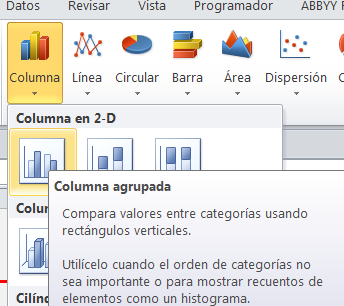 Datos Revisar Vista Programador ABBYY F
Columna Línea Circular Barra Área Dispersión
Columna en 2-D
Columna agrupada
Colu
Compara valores entre categorías usando
rectángulos verticales.
Utilícelo cuando el orden de categorías no
sea importante o para mostrar recuentos de
elementos como un histograma.
Cilínd